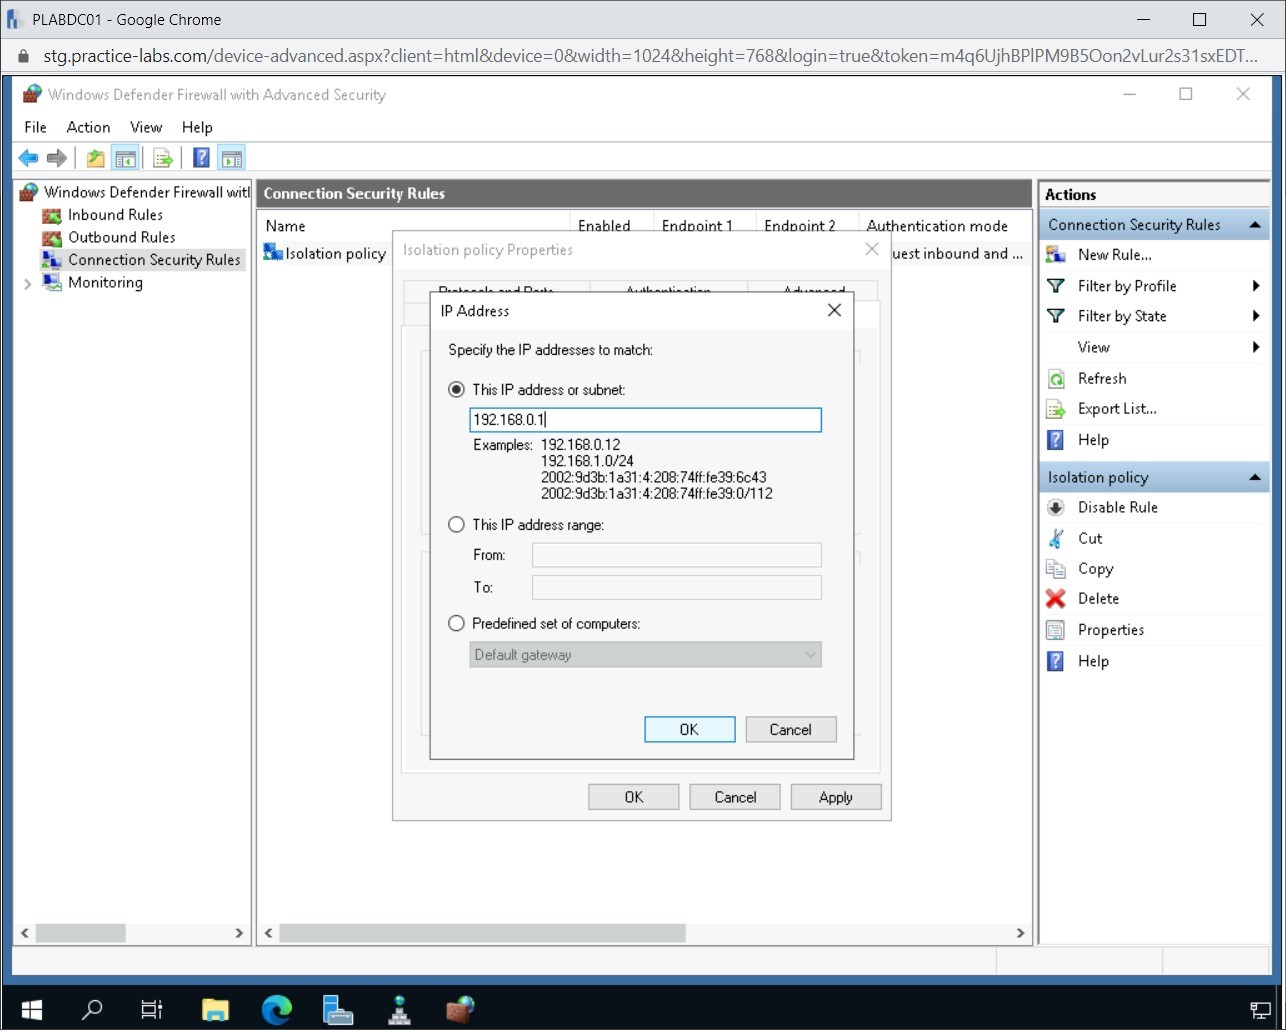 PLABDC01 - Google Chrome
stg.practice-labs.com/device-advanced.aspx?client=html&device=0&width=1024&height=768&login=true&token=m4q6UjhBPlPM9B5Oon2vLur2s31sxEDT...
Windows Defender Firewall with Advanced Security
File Action View Help
Windows Defender Firewall with
Inbound Rules
Outbound Rules
Connection Security Rules
Monitoring
Connection Security Rules
Name Enabled Endpoint 1 Endpoint 2 Authentication mode
Isolation policy uest inbound and ...
Isolation policy Properties
Protocols and Ports Authentication Advanced
IP Address
Specify the IP addresses to match:
This IP address or subnet:
192.168.0.1
Examples: 192.168.0.12
192.168.1.0/24
2002:9d3b:1a31:4:208:74ff:fe39:6c43
2002:9d3b:1a31:4:208:74ff:fe39:0/112
This IP address range:
From:
To:
Predefined set of computers:
Default gateway
OK Cancel
OK Cancel Apply
Actions
Connection Security Rules
New Rule...
Filter by Profile
Filter by State
View
Refresh
Export List...
Help
Isolation policy
Disable Rule
Cut
Copy
Delete
Properties
Help